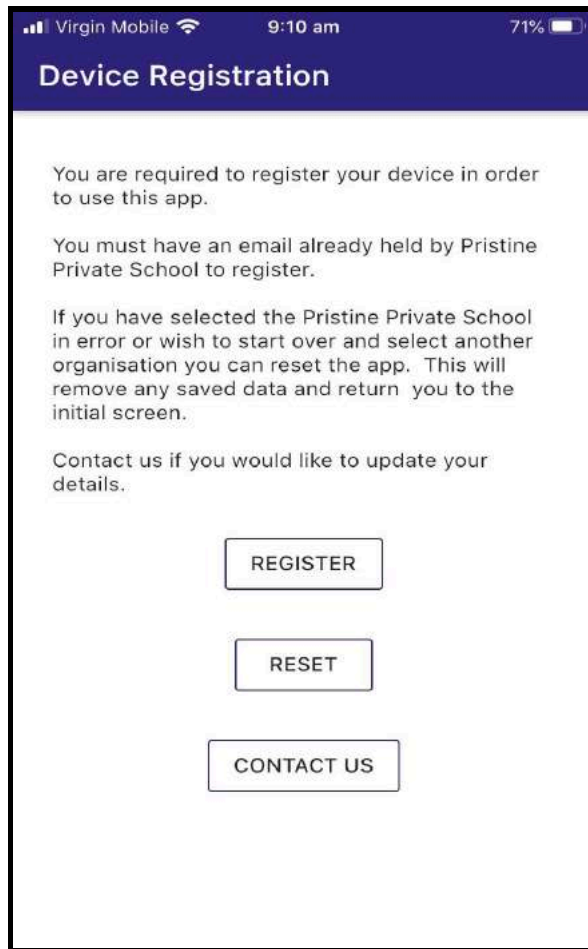 Virgin Mobile 9:10 am 71%
Device Registration
You are required to register your device in order
to use this app.
You must have an email already held by Pristine
Private School to register.
If you have selected the Pristine Private School
in error or wish to start over and select another
organisation you can reset the app.  This will
remove any saved data and return  you to the
initial screen.
Contact us if you would like to update your
details.
REGISTER
RESET
CONTACT US